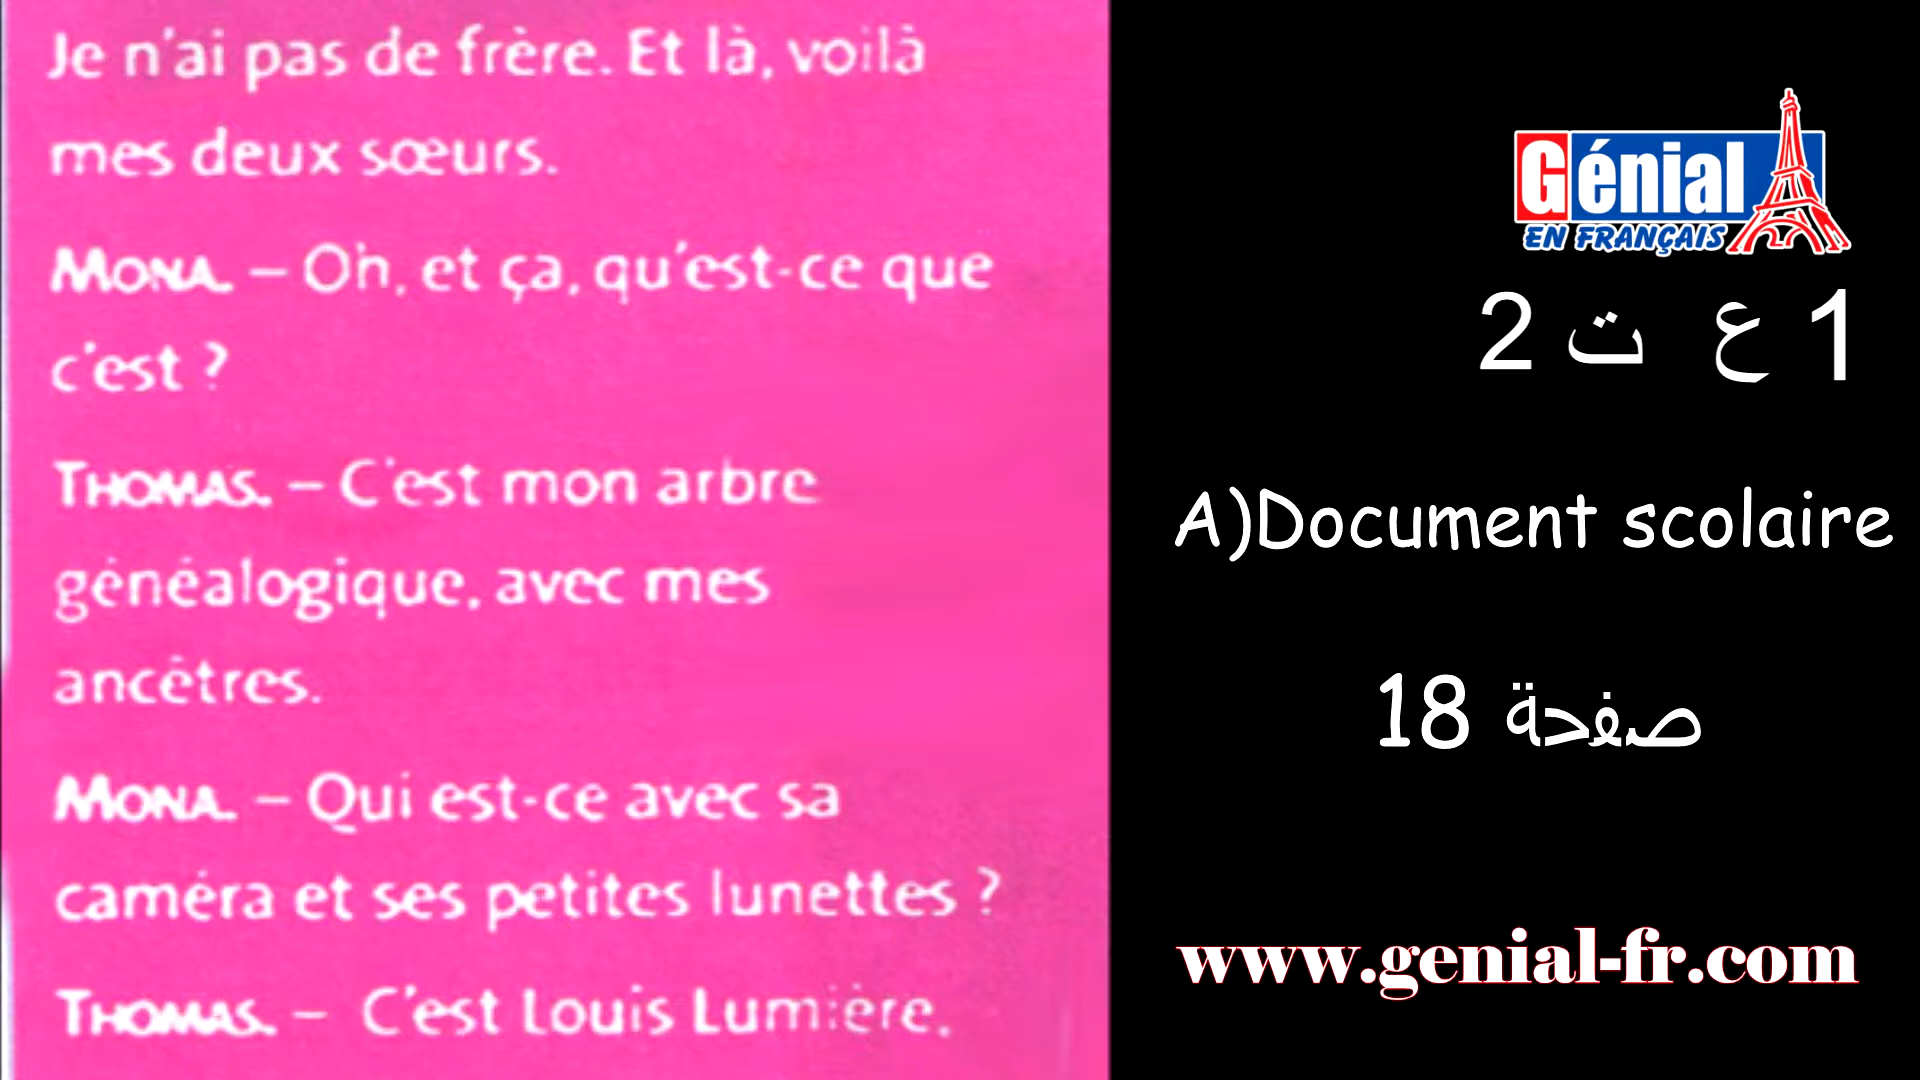 Je n'ai pas de frère. Et là, voilà
mes deux sœurs.
MONA. – Oh, et ça, qu'est-ce que
c'est ?
THOMAS. – C'est mon arbre
généalogique, avec mes
ancêtres.
MONA. – Qui est-ce avec sa
caméra et ses petites lunettes ?
THOMAS. – C'est Louis Lumière,
Génial
EN FRANÇAIS
1 ع ت 2
A)Document scolaire
صفحة 18
www.genial-fr.com